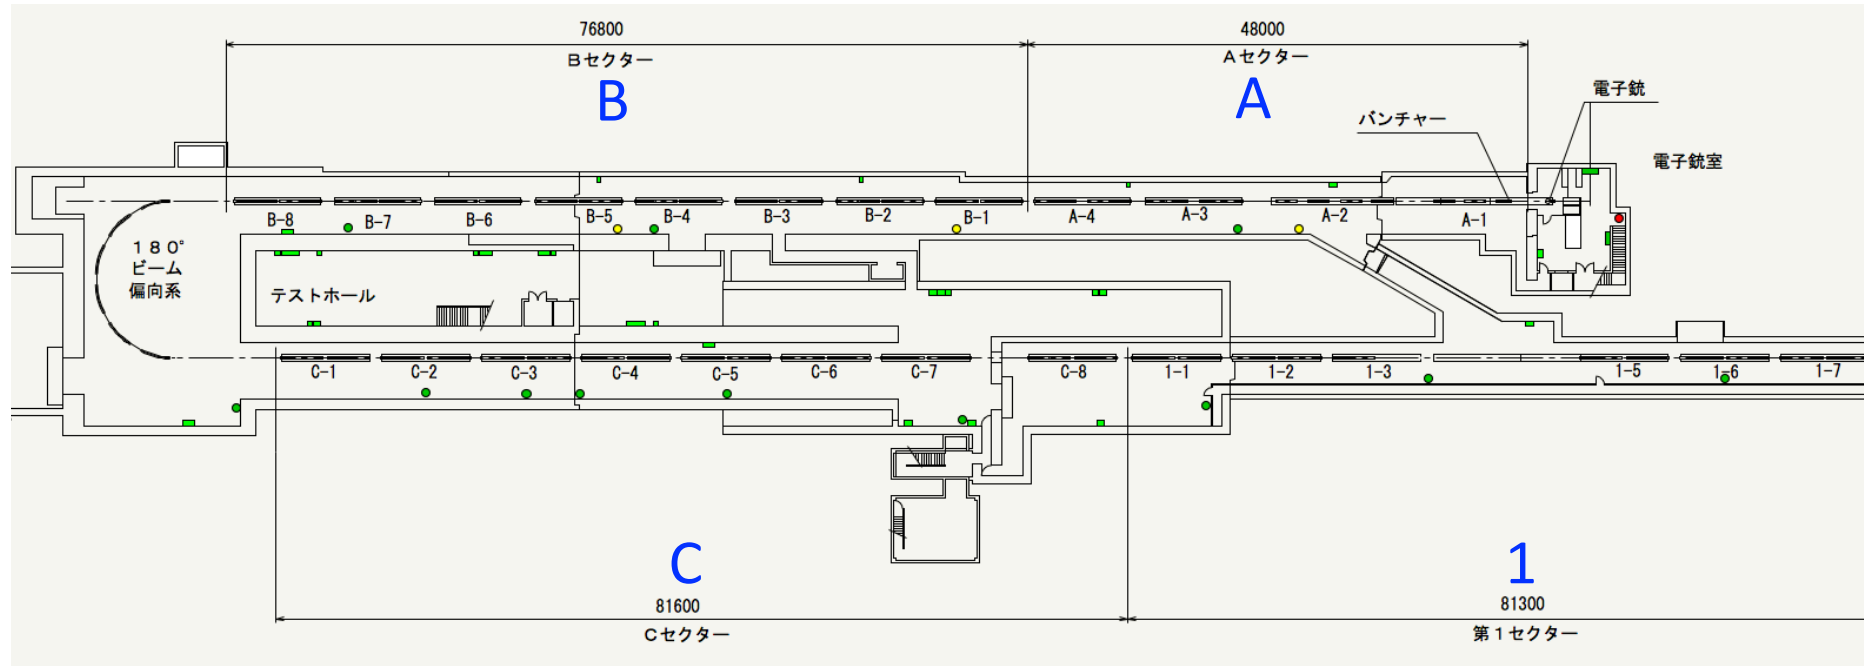 76800
Bセクター
B
48000
Aセクター
A
電子銃
バンチャー
電子銃室
B-8
B-7
B-6
B-5
B-4
B-3
B-2
B-1
A-4
A-3
A-2
A-1
180°
ビーム
偏向系
テストホール
C-1
C-2
C-3
C-4
C-5
C-6
C-7
C-8
1-1
1-2
1-3
1-5
1-6
1-7
C
81600
Cセクター
1
81300
第1セクター